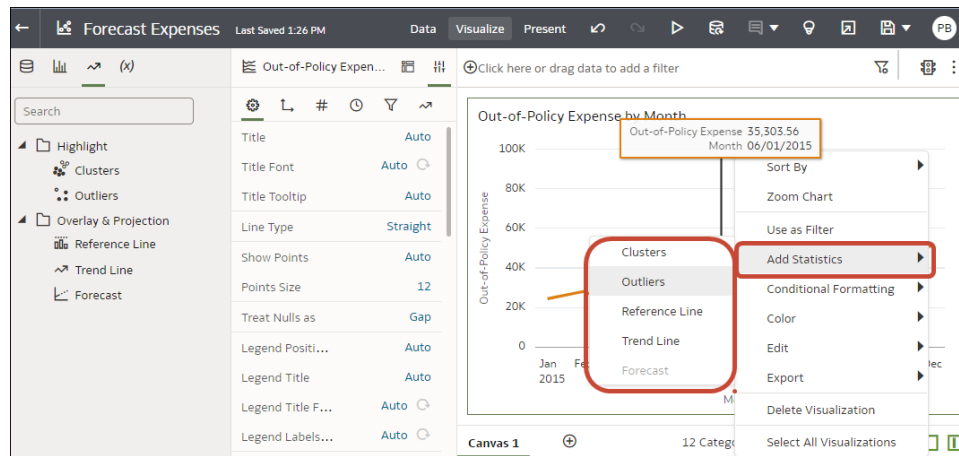 Forecast Expenses Last Saved 1:26 PM Data Visualize Present PB
(x) Out-of-Policy Expen... Click here or drag data to add a filter
Search
Highlight
Clusters
Outliers
Overlay & Projection
Reference Line
Trend Line
Forecast
Title Auto
Title Font Auto
Title Tooltip Auto
Line Type Straight
Show Points Auto
Points Size 12
Treat Nulls as Gap
Legend Positi... Auto
Legend Title Auto
Legend Title F... Auto
Legend Labels... Auto
Out-of-Policy Expense by Month
Out-of-Policy Expense 35,303.56
Month 06/01/2015
Out-of-Policy Expense
100K
80K
60K
40K
20K
0
Jan
2015
Clusters
Outliers
Reference Line
Trend Line
Forecast
Sort By
Zoom Chart
Use as Filter
Add Statistics
Conditional Formatting
Color
Edit
Export
Delete Visualization
Select All Visualizations
Canvas 1 12 Categ